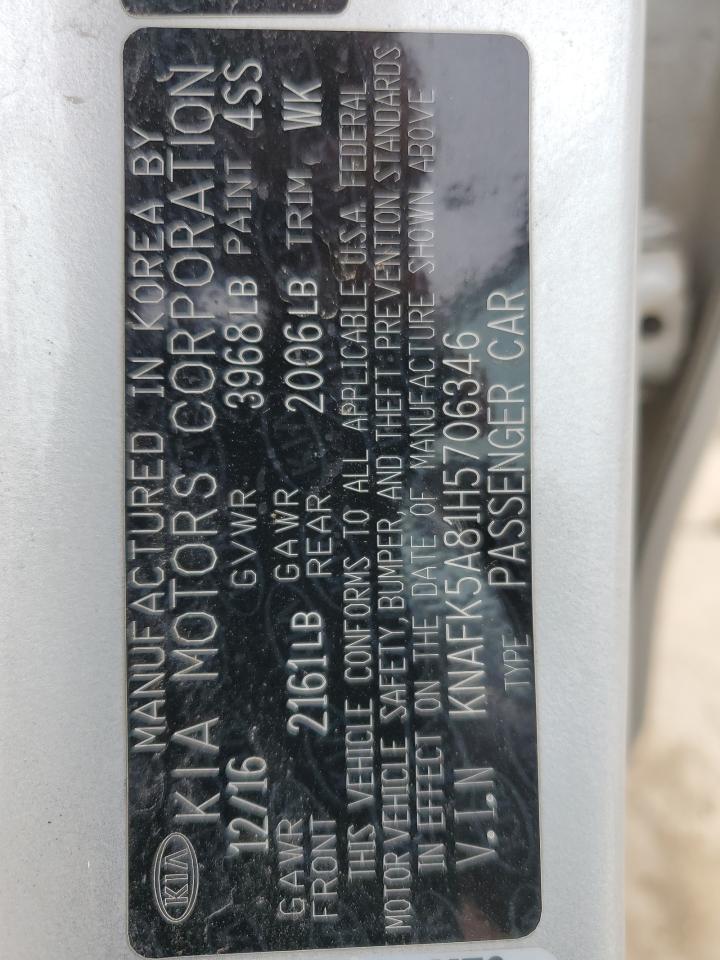 MANUFACTURED IN KOREA BY
KIA KIA MOTORS CORPORATION
12/16 GVWR 3968LB PAINT 4SS
GAWR FRONT 2161LB GAWR REAR 2006LB TRIM WK
THIS VEHICLE CONFORMS TO ALL APPLICABLE U.S.A. FEDERAL
MOTOR VEHICLE SAFETY, BUMPER, AND THEFT PREVENTION STANDARDS
IN EFFECT ON THE DATE OF MANUFACTURE SHOWN ABOVE
V.I.N KNAFK5A81H5706346
TYPE PASSENGER CAR